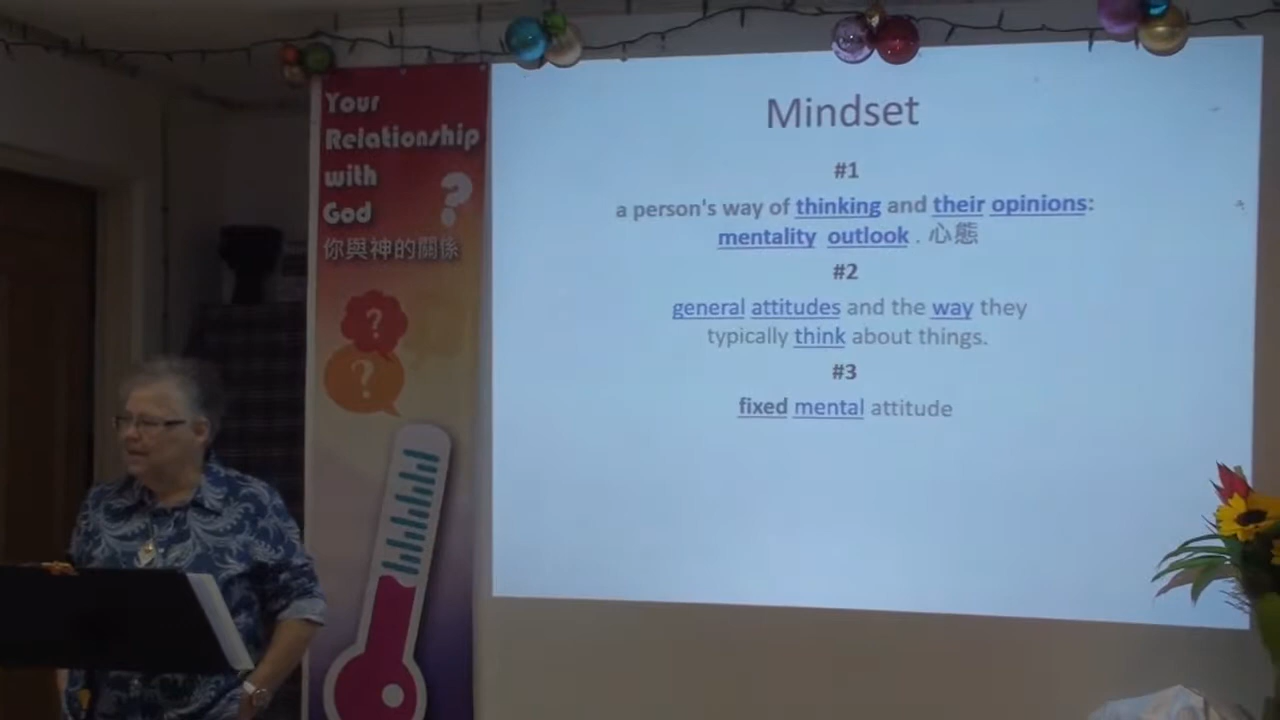 Your
Relationship
with
God
?
你與神的關係
?
?
Mindset
#1
a person's way of thinking and their opinions:
mentality outlook . 心態
#2
general attitudes and the way they
typically think about things.
#3
fixed mental attitude